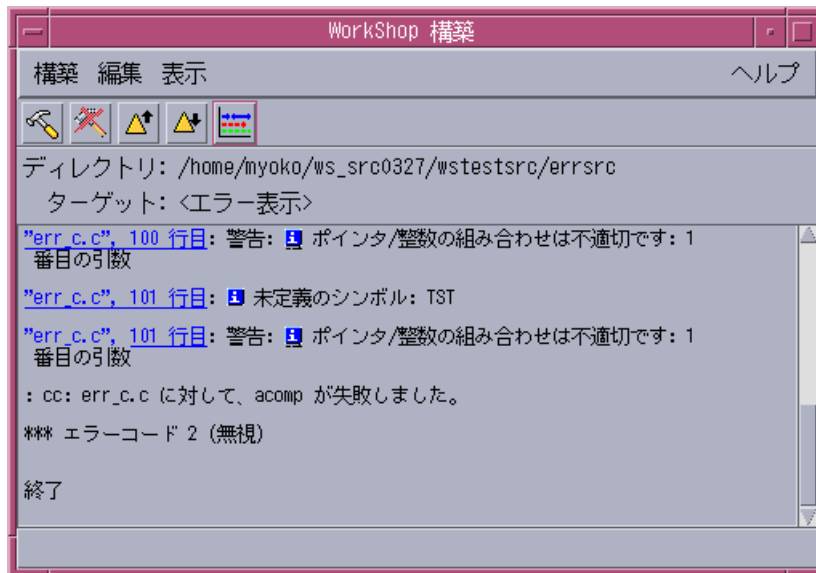 WorkShop 構築
構築 編集 表示 ヘルプ
ディレクトリ: /home/myoko/ws_src0327/wstestsrc/errsrc
ターゲット: <エラー表示>
"err_c.c", 100 行目: 警告: i ポインタ/整数の組み合わせは不適切です: 1
番目の引数
"err_c.c", 101 行目: i 未定義のシンボル: TST
"err_c.c", 101 行目: 警告: i ポインタ/整数の組み合わせは不適切です: 1
番目の引数
: cc: err_c.c に対して、acomp が失敗しました。
*** エラーコード 2 (無視)
終了